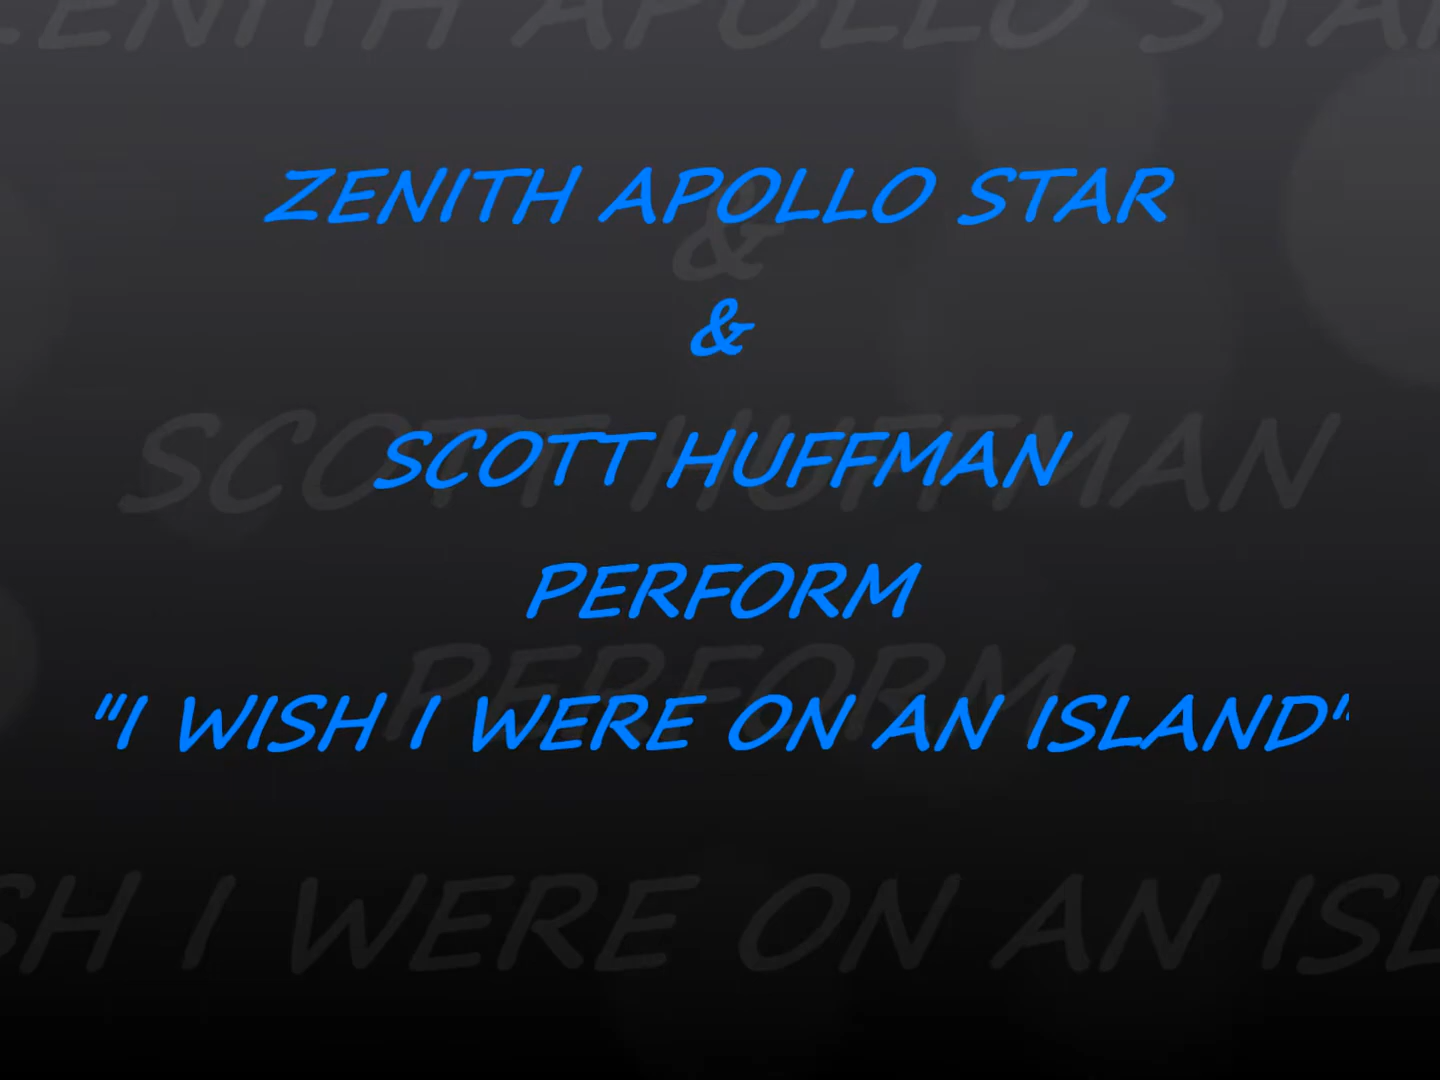 ZENITH APOLLO STAR
&
SCOTT HUFFMAN
PERFORM
"I WISH I WERE ON AN ISLAND"